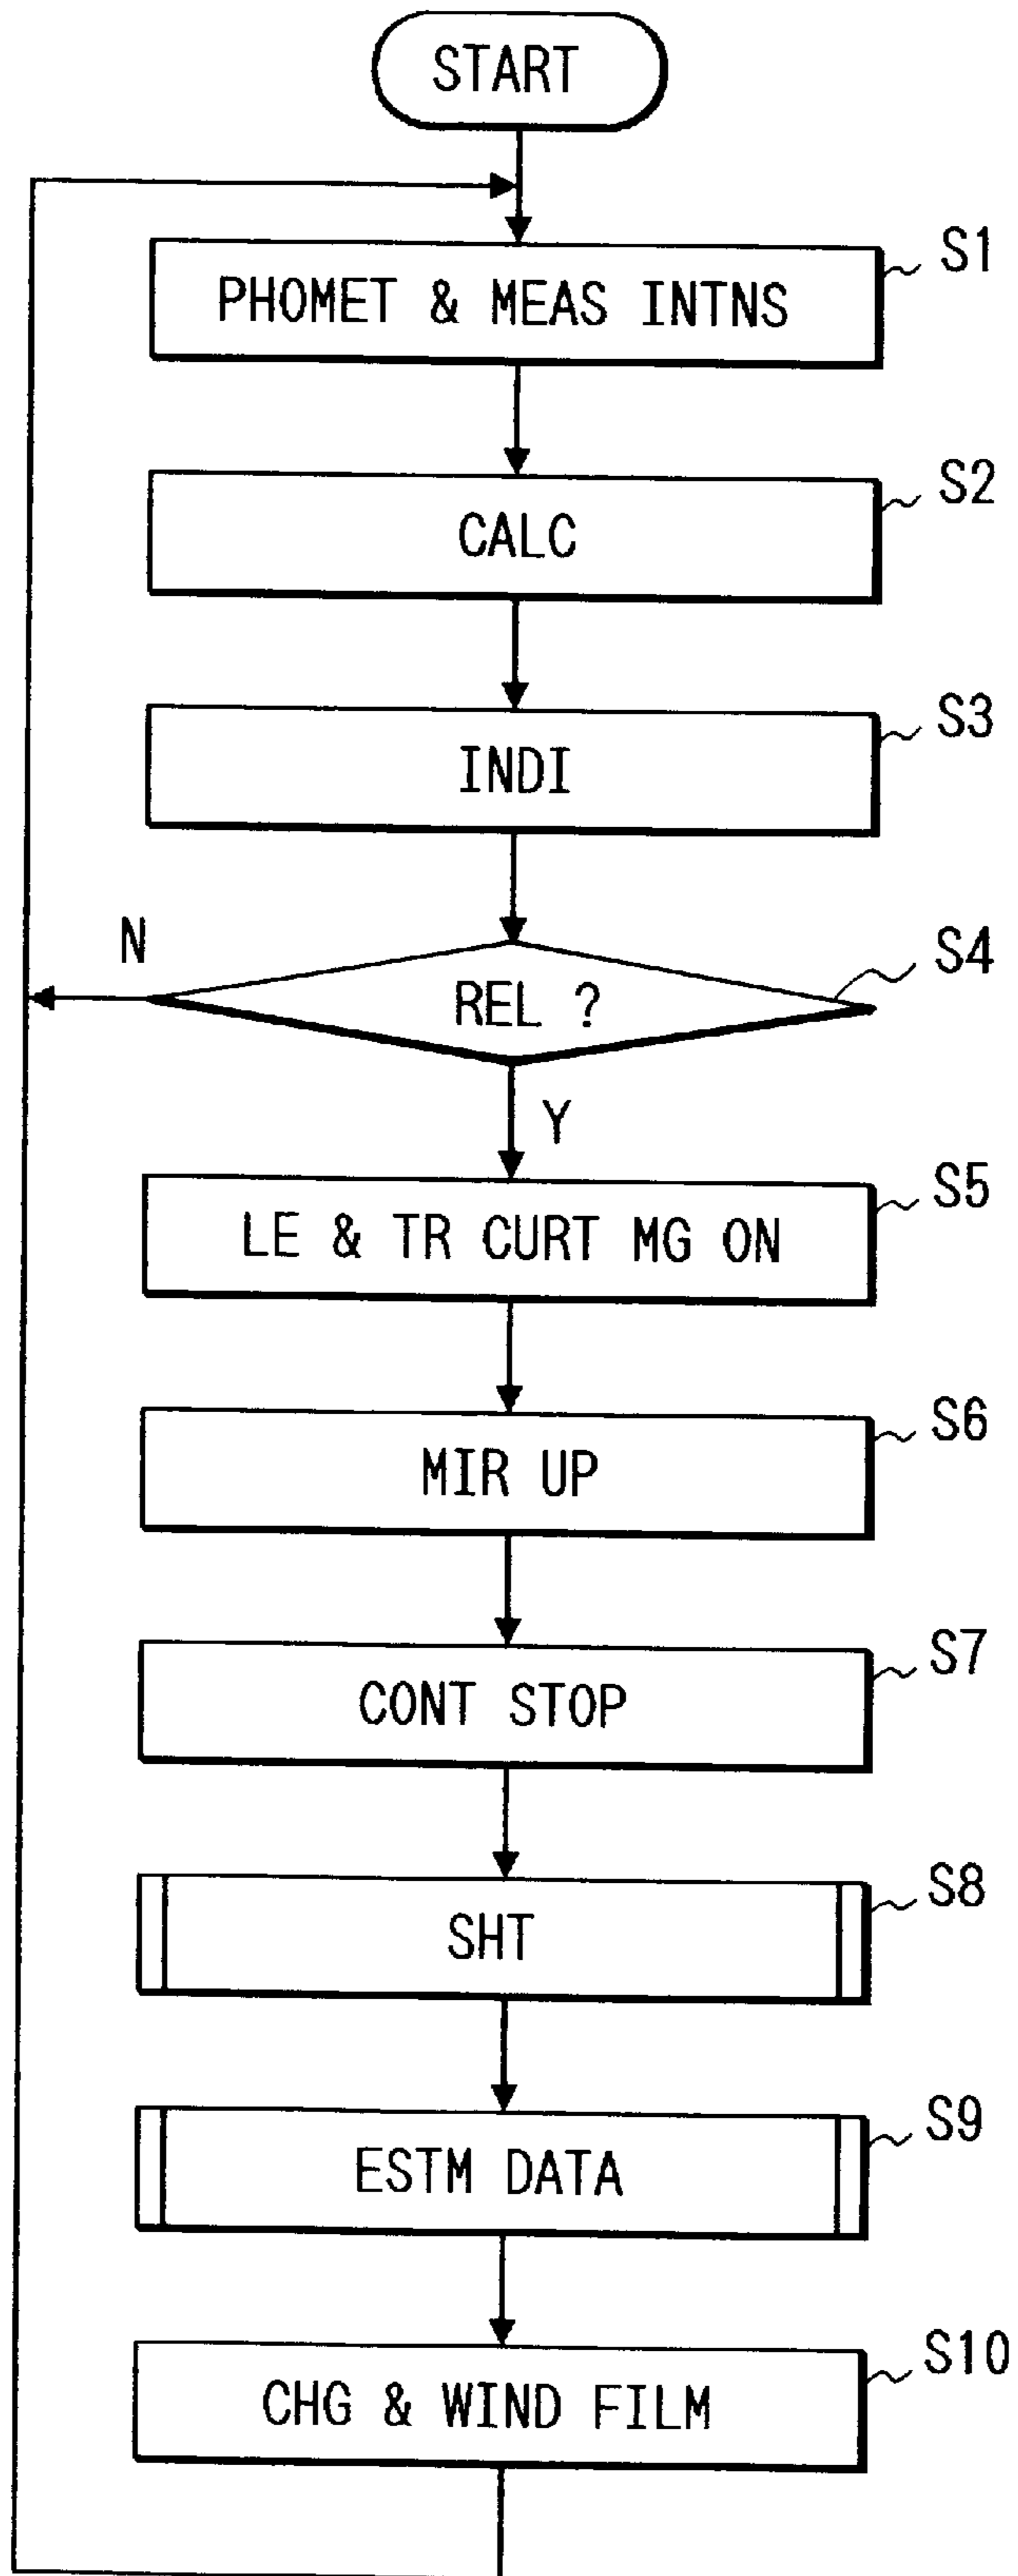 START
S1
PHOMET & MEAS INTNS
S2
CALC
S3
INDI
N
S4
REL ?
Y
S5
LE & TR CURT MG ON
S6
MIR UP
S7
CONT STOP
S8
SHT
S9
ESTM DATA
S10
CHG & WIND FILM